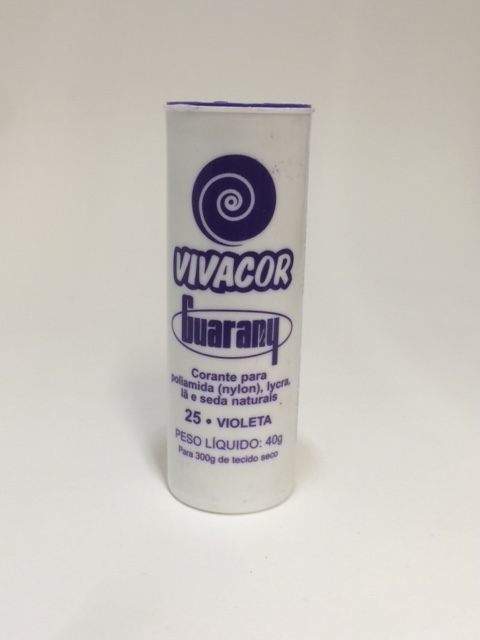 VIVACOR
Guarany
Corante para
poliamida (nylon), lycra,
lã e seda naturais
25 • VIOLETA
PESO LÍQUIDO: 40g
Para 300g de tecido seco